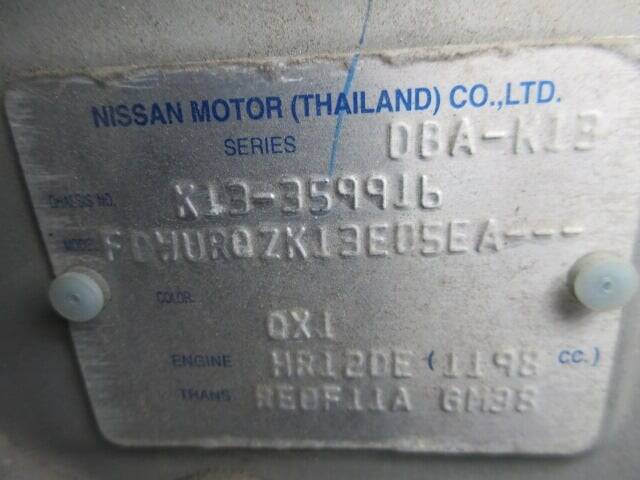 NISSAN MOTOR (THAILAND) CO.,LTD.
SERIES DBA-K13
CHASSIS NO. K13-359916
MODEL FDWURQZK13E05EA---
COLOR
QX1
ENGINE HR12DE (1198 CC.)
TRANS. RE0F11A GM38